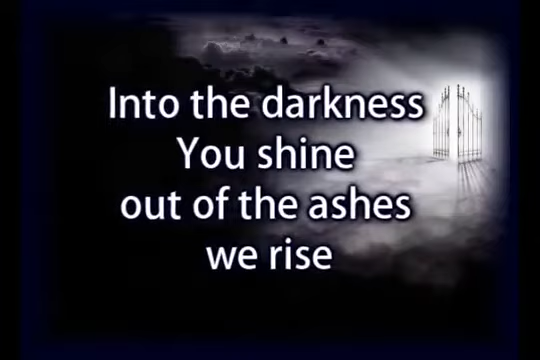 Into the darkness
You shine
out of the ashes
we rise